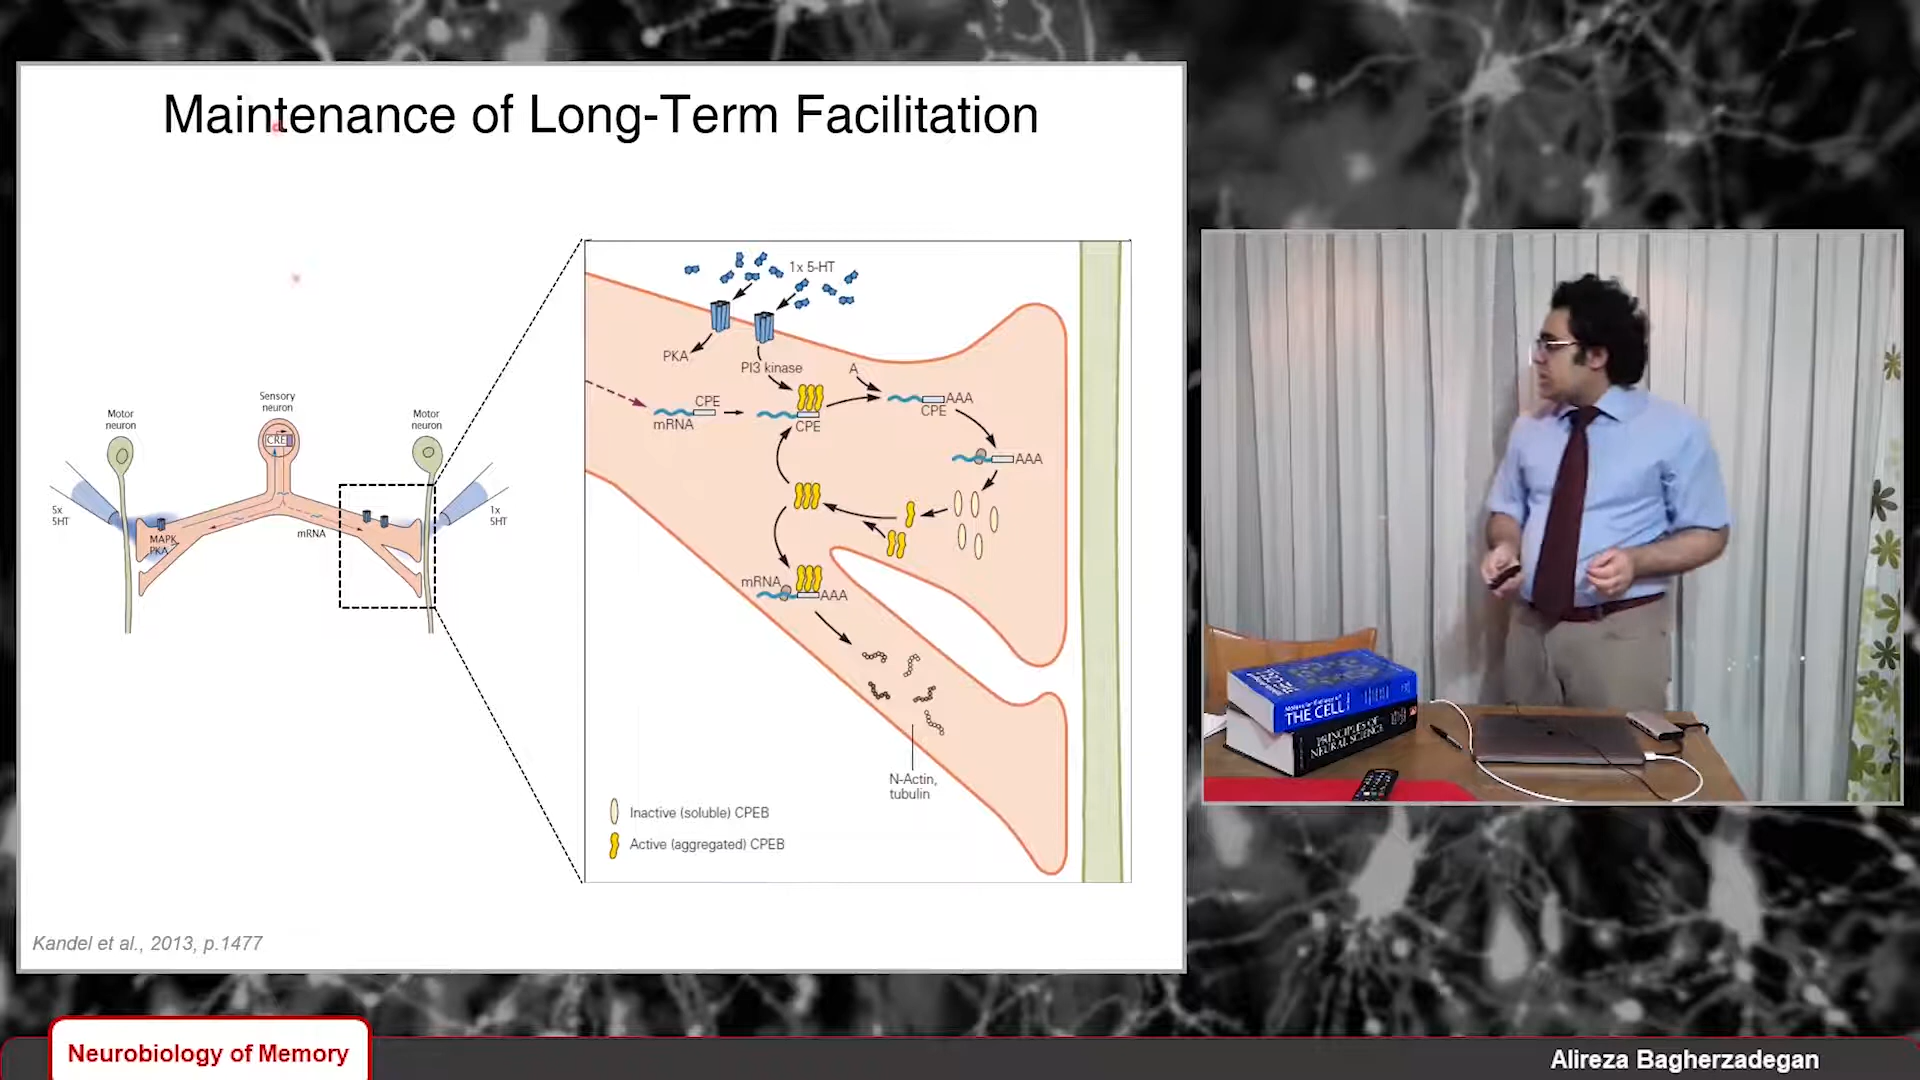 Maintenance of Long-Term Facilitation
1x 5-HT
PKA
PI3 kinase
A
CPE
mRNA
CPE
AAA
CPE
AAA
mRNA
AAA
N-Actin,
tubulin
Inactive (soluble) CPEB
Active (aggregated) CPEB
Sensory
neuron
Motor
neuron
Motor
neuron
CRE
5x
5HT
1x
5HT
MAPK
PKA
mRNA
Kandel et al., 2013, p.1477
THE CELL
PRINCIPLES OF
NEURAL SCIENCE
Neurobiology of Memory
Alireza Bagherzadegan